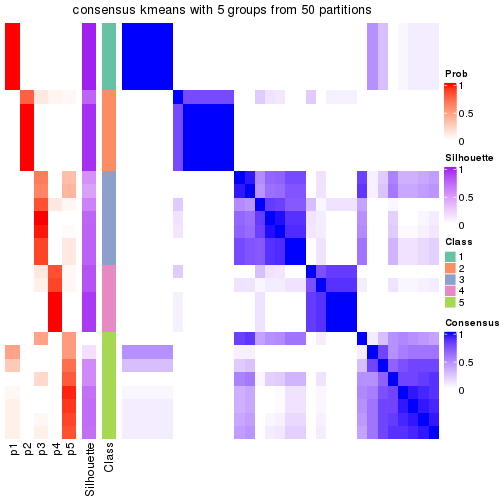 consensus kmeans with 5 groups from 50 partitions
Prob
1
0.5
0
Silhouette
1
0.5
0
Class
1
2
3
4
5
Consensus
1
0.5
0
p1
p2
p3
p4
p5
Silhouette
Class